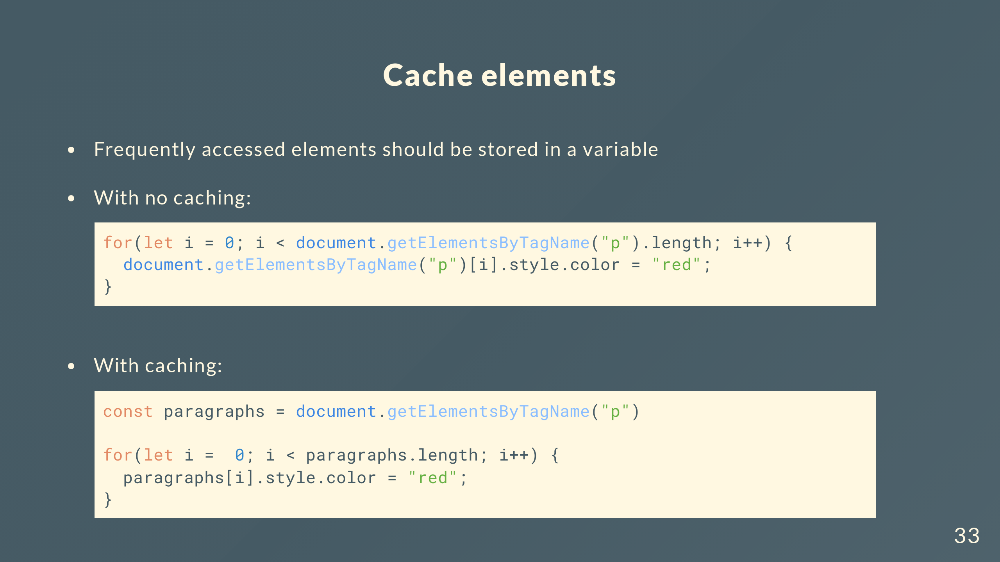 Cache elements
• Frequently accessed elements should be stored in a variable
• With no caching:
for(let i = 0; i < document.getElementsByTagName("p").length; i++) {
  document.getElementsByTagName("p")[i].style.color = "red";
}
• With caching:
const paragraphs = document.getElementsByTagName("p")

for(let i =  0; i < paragraphs.length; i++) {
  paragraphs[i].style.color = "red";
}
33